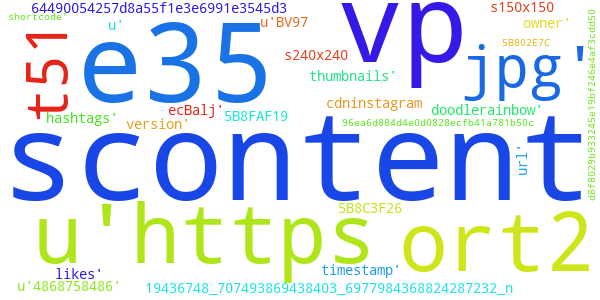 64490054257d8a55f1e3e6991e3545d3
shortcode'
u'
u'BV97
vp
s150x150
owner'
t51
e35
s240x240
5B802E7C
jpg'
thumbnails'
hashtags'
ecBalj'
5B8FAF19
cdninstagram
doodlerainbow'
version'
96ea6d884d4e0d0828ecfb41a781b50c
scontent
url'
d8f8029b933245e19bf246e4af3cdd50
u'https
5B8C3F26
ort2
likes'
timestamp'
u'4868758486'
19436748_707493869438403_6977984368824287232_n